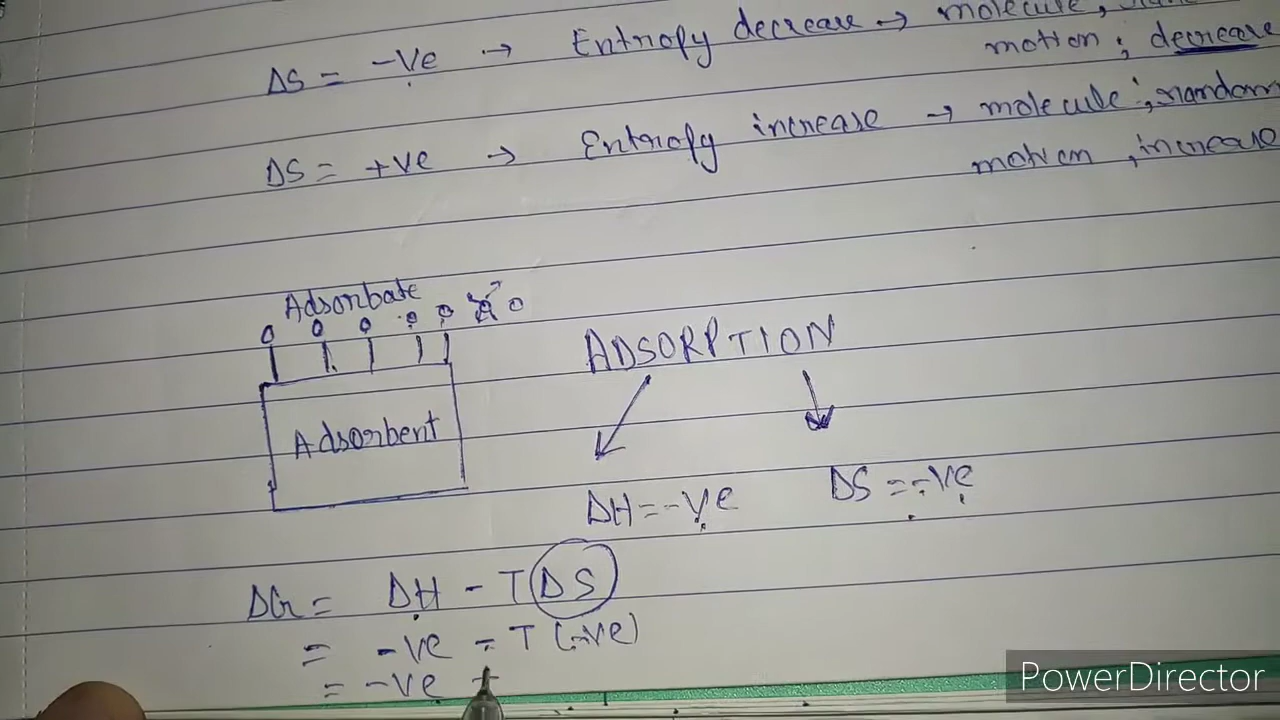 ΔS = -ve → Entropy decrease → molecule,
motion ; decrease
ΔS = +ve → Entropy increase → molecule ; random
motion , increase
Adsorbate
ADSORPTION
Adsorbent
ΔH = -ve
ΔS = -ve
ΔG = ΔH - T ΔS
= -ve - T (-ve)
= -ve +
PowerDirector